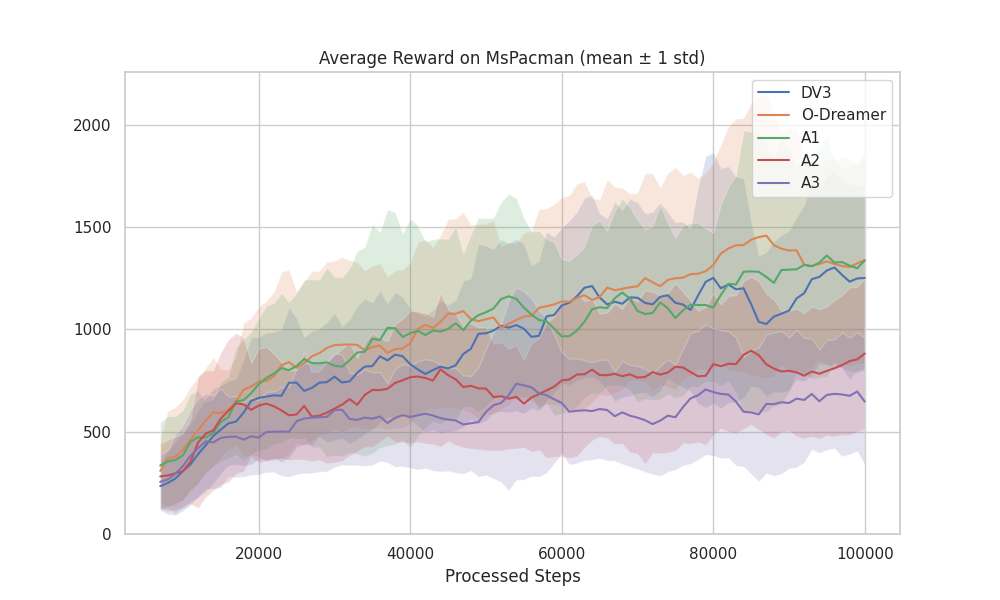 Average Reward on MsPacman (mean ± 1 std)
DV3
O-Dreamer
A1
A2
A3
2000
1500
1000
500
0
20000 40000 60000 80000 100000
Processed Steps